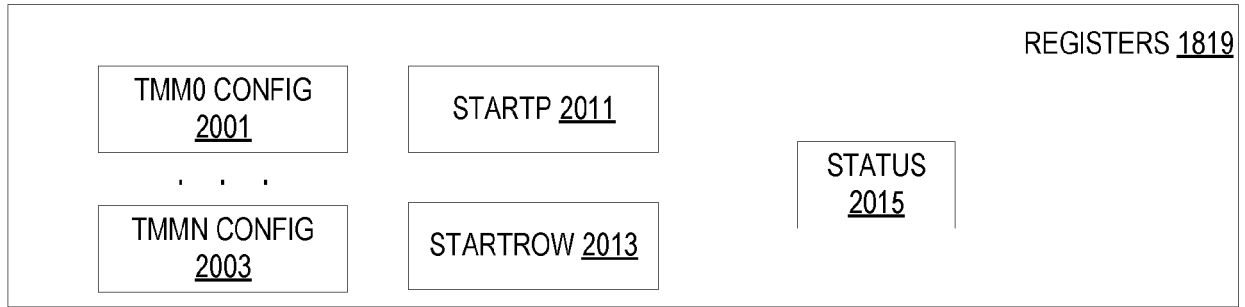 REGISTERS 1819
TMM0 CONFIG
2001
STARTP 2011
. . .
STATUS
2015
TMMN CONFIG
2003
STARTROW 2013